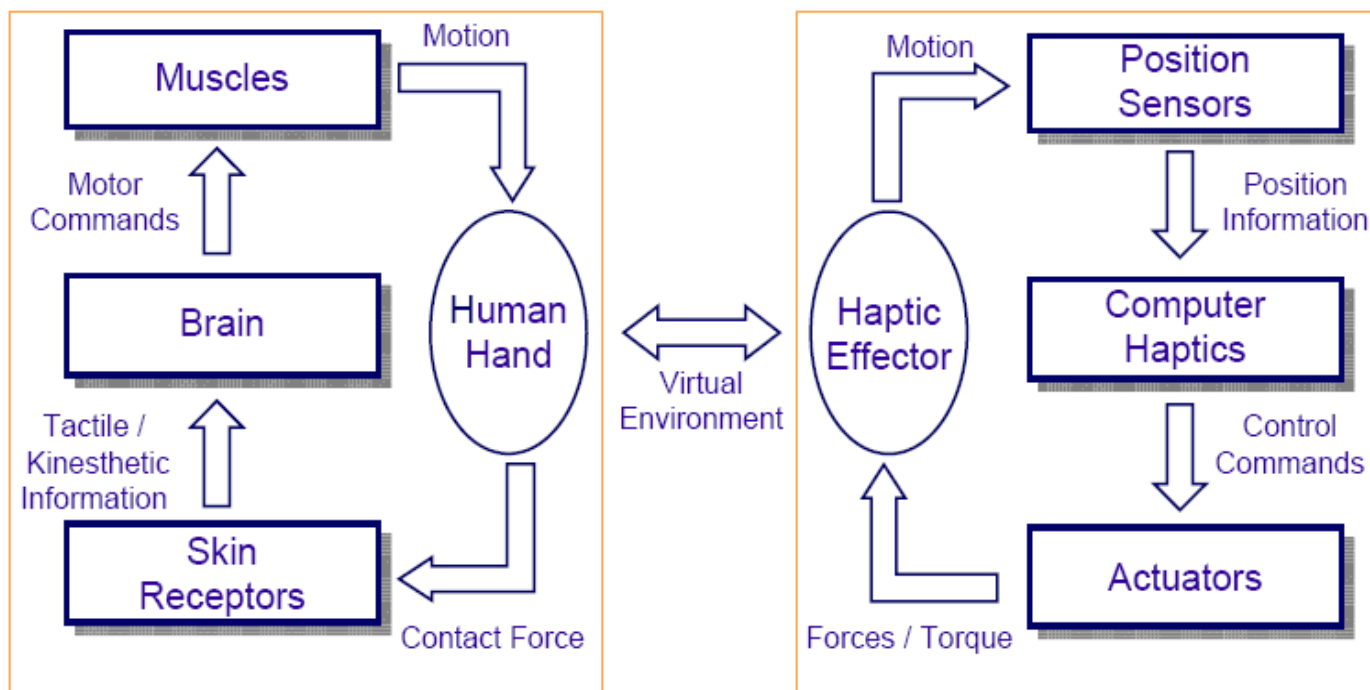 Motion
Muscles
Motor
Commands
Brain
Tactile /
Kinesthetic
Information
Skin
Receptors
Contact Force
Human
Hand
Virtual
Environment
Haptic
Effector
Motion
Position
Sensors
Position
Information
Computer
Haptics
Control
Commands
Actuators
Forces / Torque